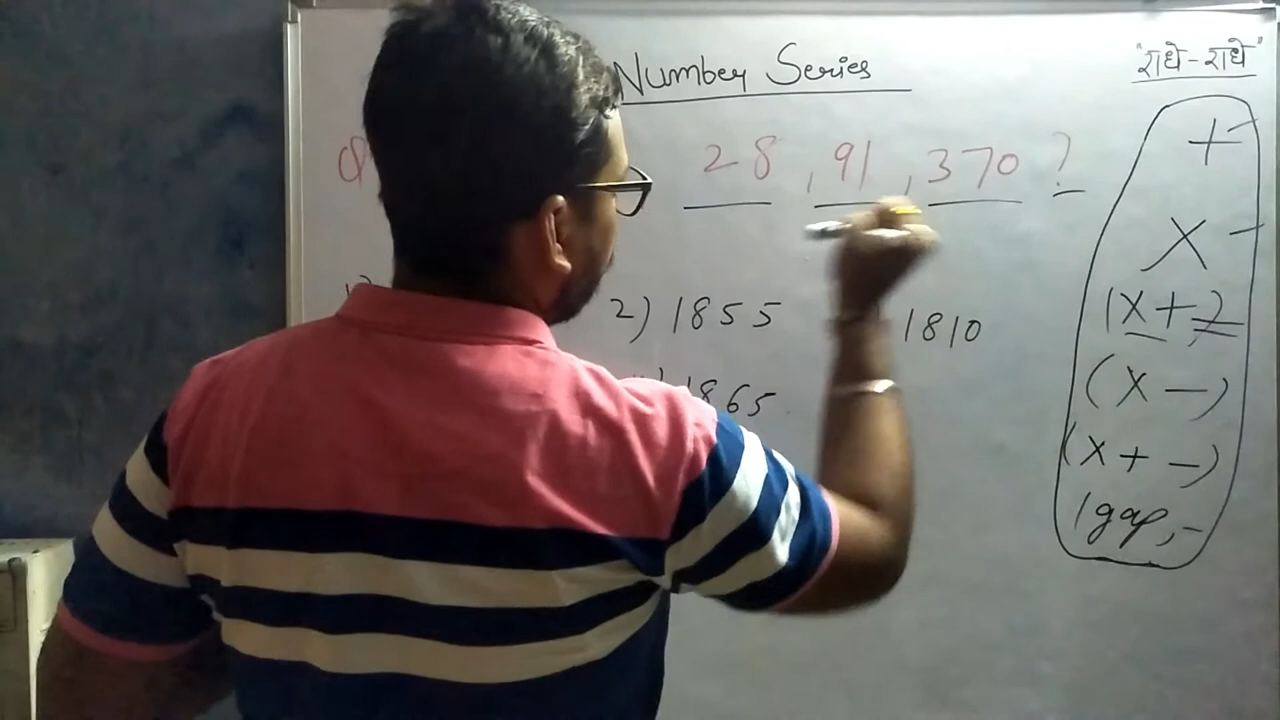 Number Series
"राधे-राधे"
Q
28, 91, 370 ?
2) 1855
1810
1865
+
X
(x + )
(x -)
(x + -)
1gap, -